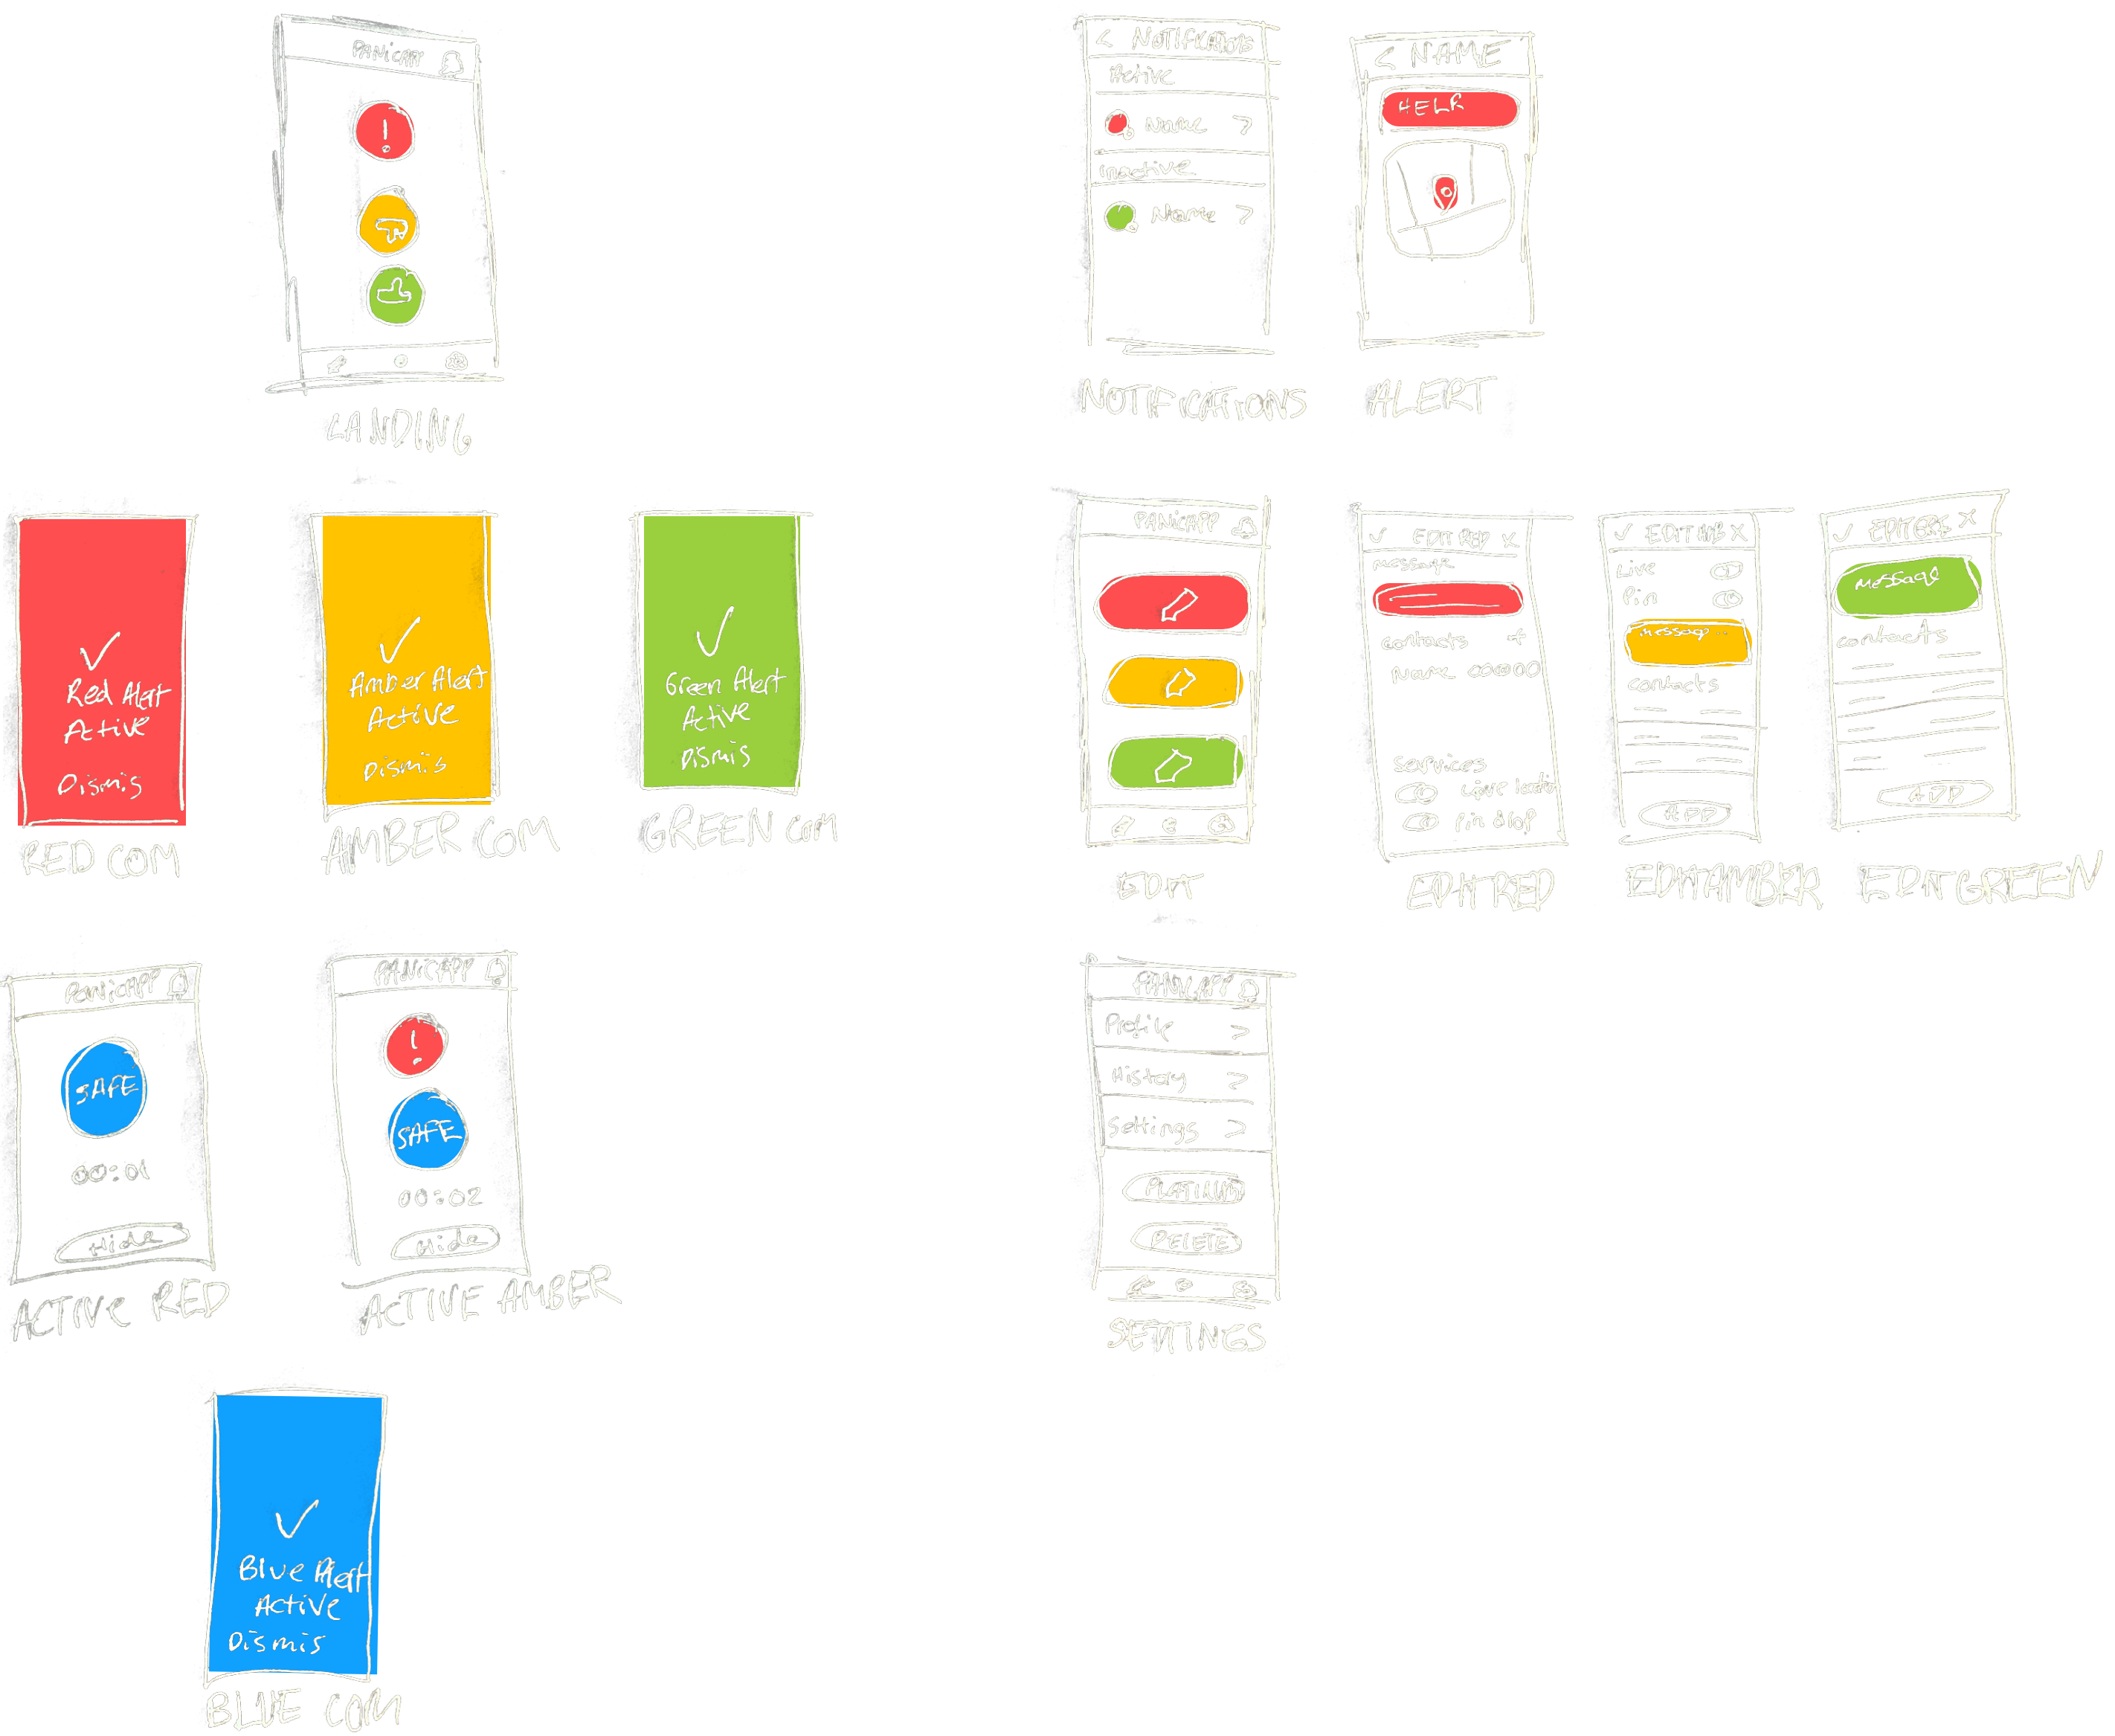 PANICAPP
!
LANDING
< NOTIFICATIONS
Active
Name >
inactive
Name >
NOTIFICATIONS
< NAME
HELP
ALERT
Red Alert
Active
Dismis
RED COM
Amber Alert
Active
Dismis
AMBER COM
Green Alert
Active
Dismis
GREEN COM
PANICAPP
EDIT
✓ EDIT RED X
message
contacts +
Name 000000
Services
Live locatio
Pin drop
EDIT RED
✓ EDIT AMB X
Live
Pin
Message...
contacts
ADD
EDIT AMBER
✓ EDIT GRE X
Message
contacts
ADD
EDIT GREEN
PANICAPP
SAFE
00:01
Hide
ACTIVE RED
PANICAPP
!
SAFE
00:02
Hide
ACTIVE AMBER
PANICAPP
Profile >
History >
Settings >
PLATINUM
DELETE
SETTINGS
Blue Alert
Active
Dismis
BLUE COM